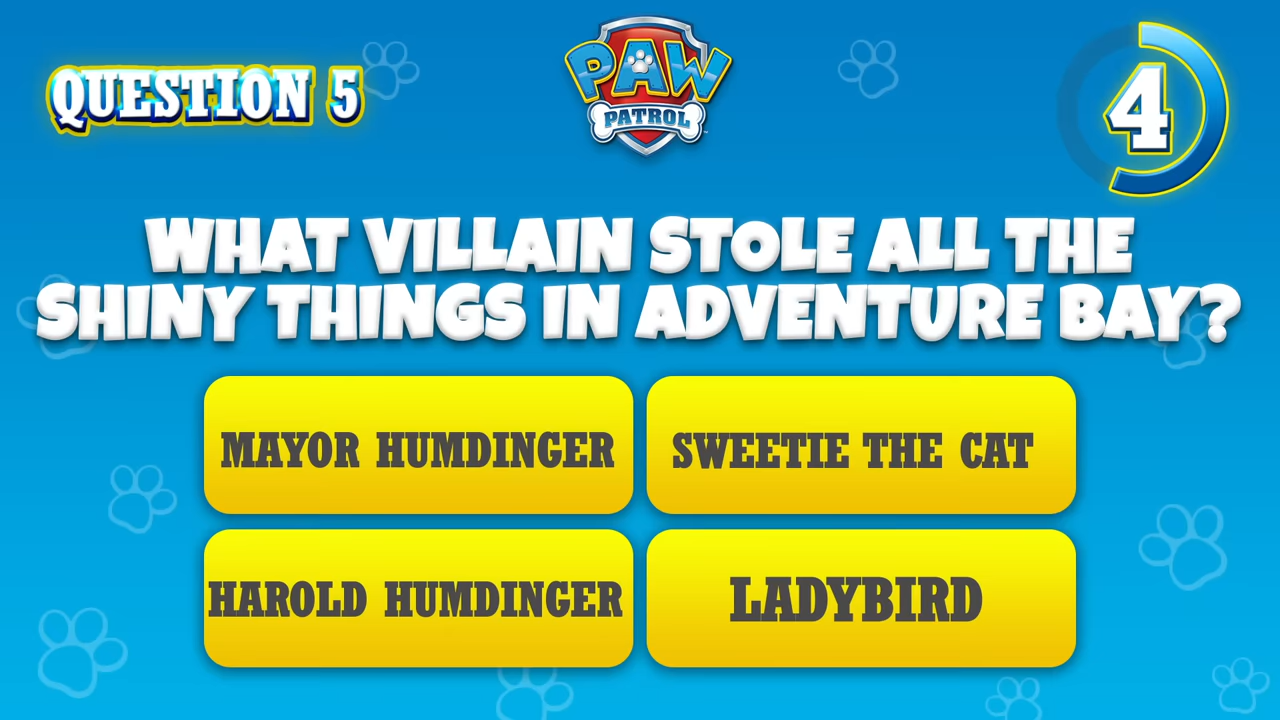 QUESTION 5
PAW
PATROL
4
WHAT VILLAIN STOLE ALL THE
SHINY THINGS IN ADVENTURE BAY?
MAYOR HUMDINGER
SWEETIE THE CAT
HAROLD HUMDINGER
LADYBIRD